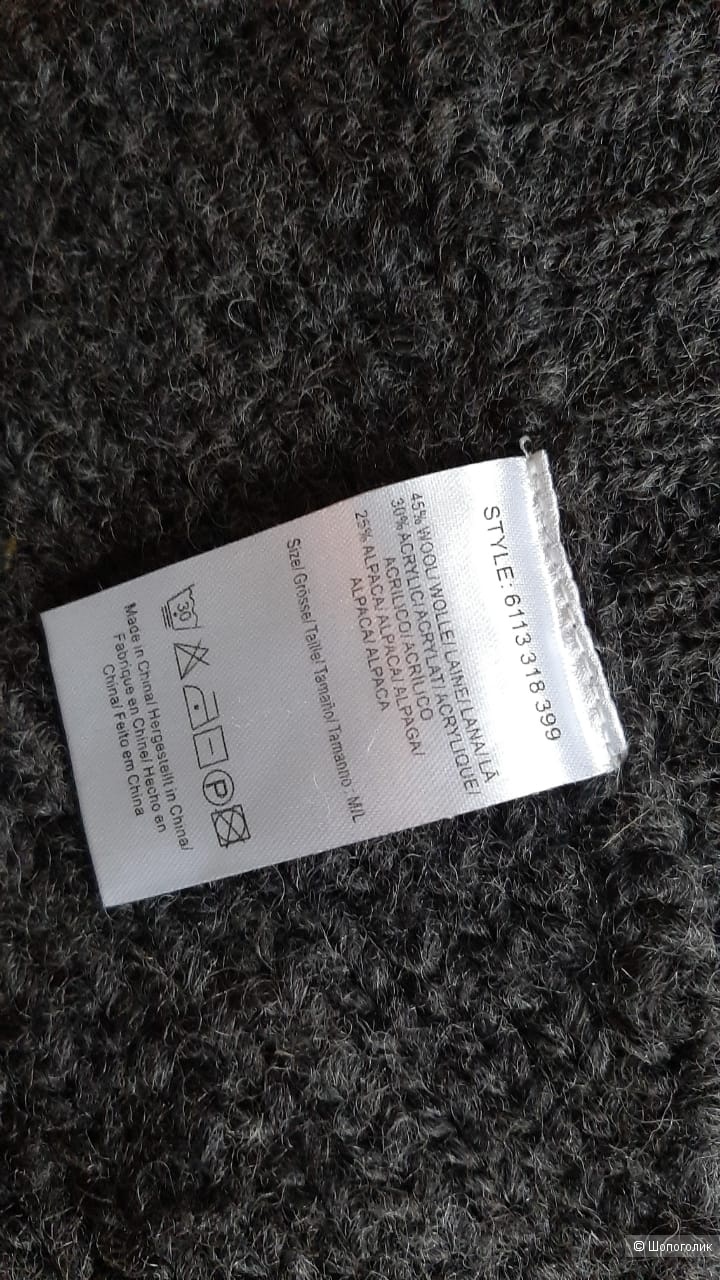 STYLE: 6113 318 399
45% WOOL/ WOLLE/ LAINE/ LANA/ LÃ
30% ACRYLIC/ ACRYLAT/ ACRYLIQUE/
ACRILICO/ ACRILICO
25% ALPACA/ ALPACA/ ALPAGA/
ALPACA/ ALPACA
Size/ Grösse/ Taille/ Tamaño/ Tamanho : M/L
30
P
Made in China/ Hergestellt in China/
Fabrique en Chine/ Hecho en
China/ Feito em China
© Шопоголик